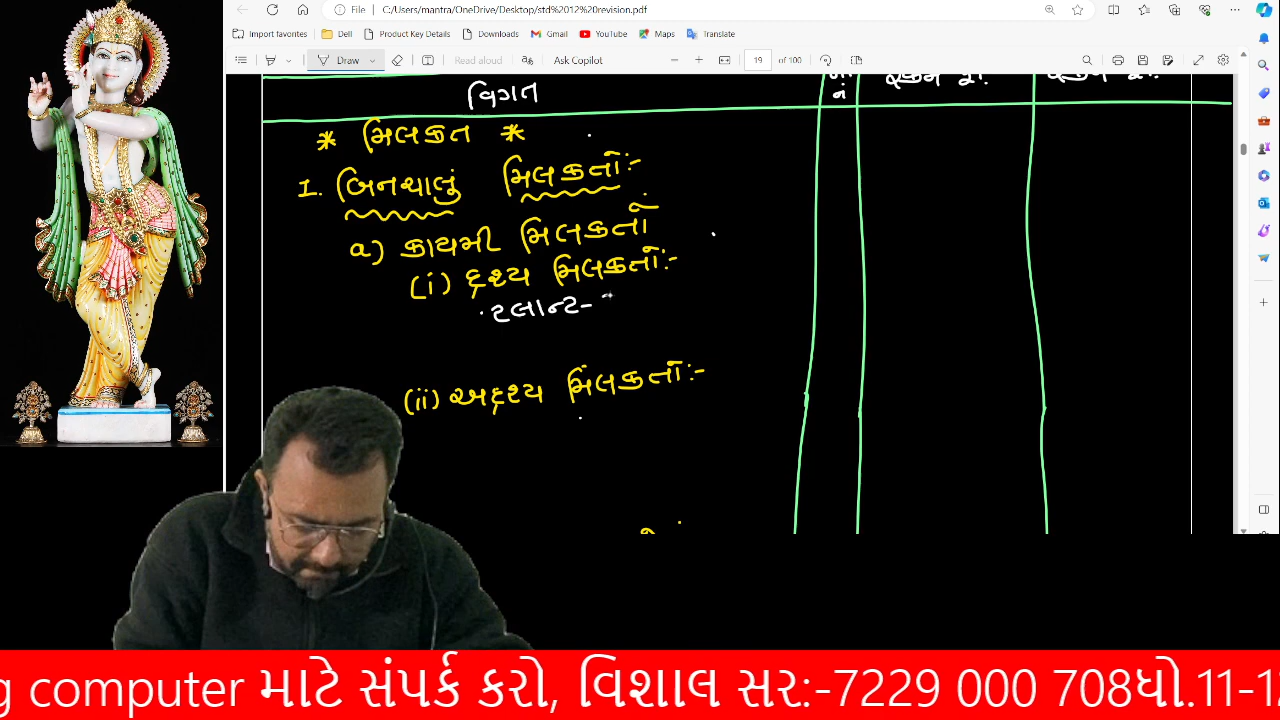 File
C:/Users/mantra/OneDrive/Desktop/std%2012%20revision.pdf
Import favorites Dell Product Key Details Downloads Gmail YouTube Maps Translate
Draw Read aloud Ask Copilot 19 of 100
વિગત
* મિલકત *
1. બિનચાલું મિલકતો:-
a) કાયમી મિલકતો
(i) દ્રશ્ય મિલકતો:-
(ii) અદ્રશ્ય મિલકતો:-
g computer માટે સંપર્ક કરો, વિશાલ સર:-7229 000 708ધો.11-1